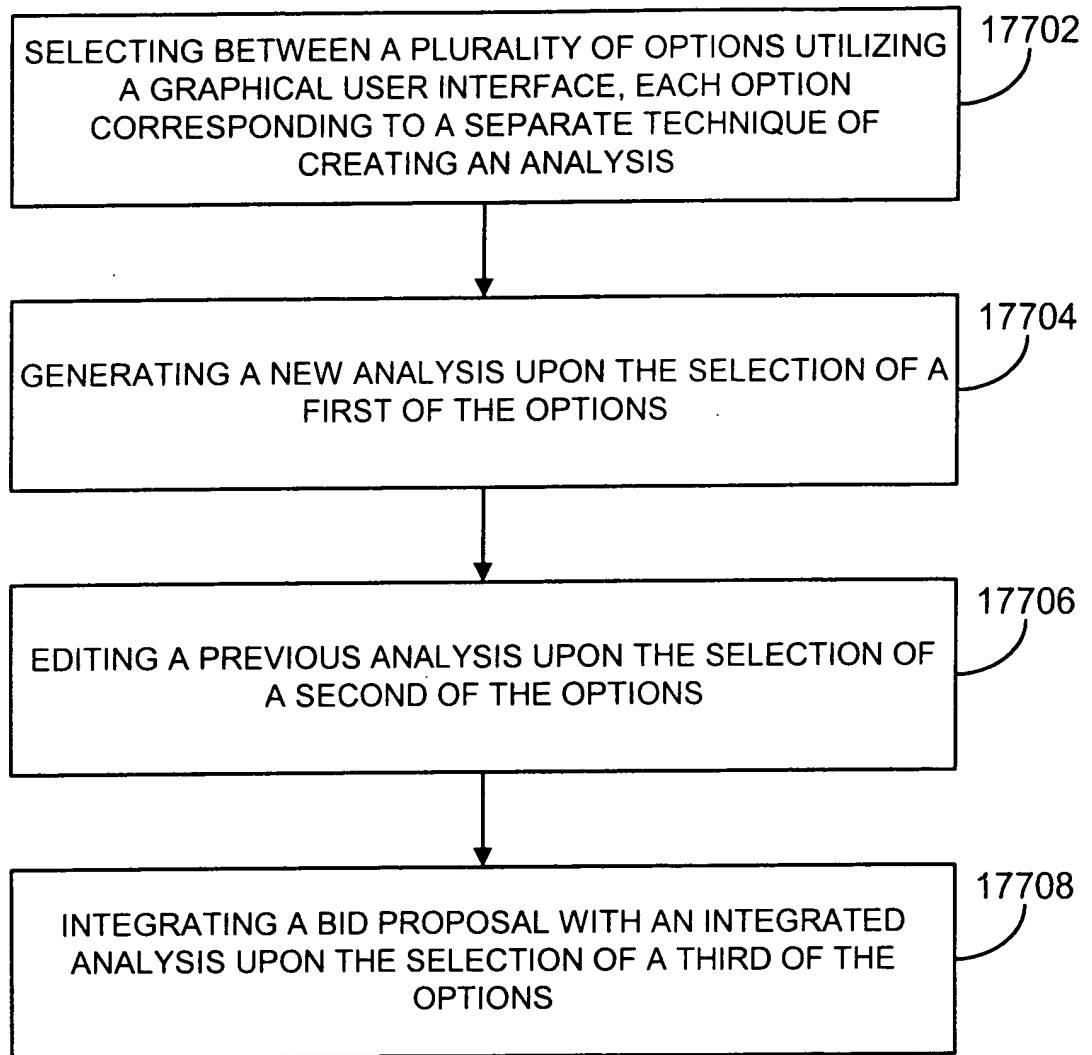 SELECTING BETWEEN A PLURALITY OF OPTIONS UTILIZING
A GRAPHICAL USER INTERFACE, EACH OPTION
CORRESPONDING TO A SEPARATE TECHNIQUE OF
CREATING AN ANALYSIS
17702
GENERATING A NEW ANALYSIS UPON THE SELECTION OF A
FIRST OF THE OPTIONS
17704
EDITING A PREVIOUS ANALYSIS UPON THE SELECTION OF
A SECOND OF THE OPTIONS
17706
INTEGRATING A BID PROPOSAL WITH AN INTEGRATED
ANALYSIS UPON THE SELECTION OF A THIRD OF THE
OPTIONS
17708